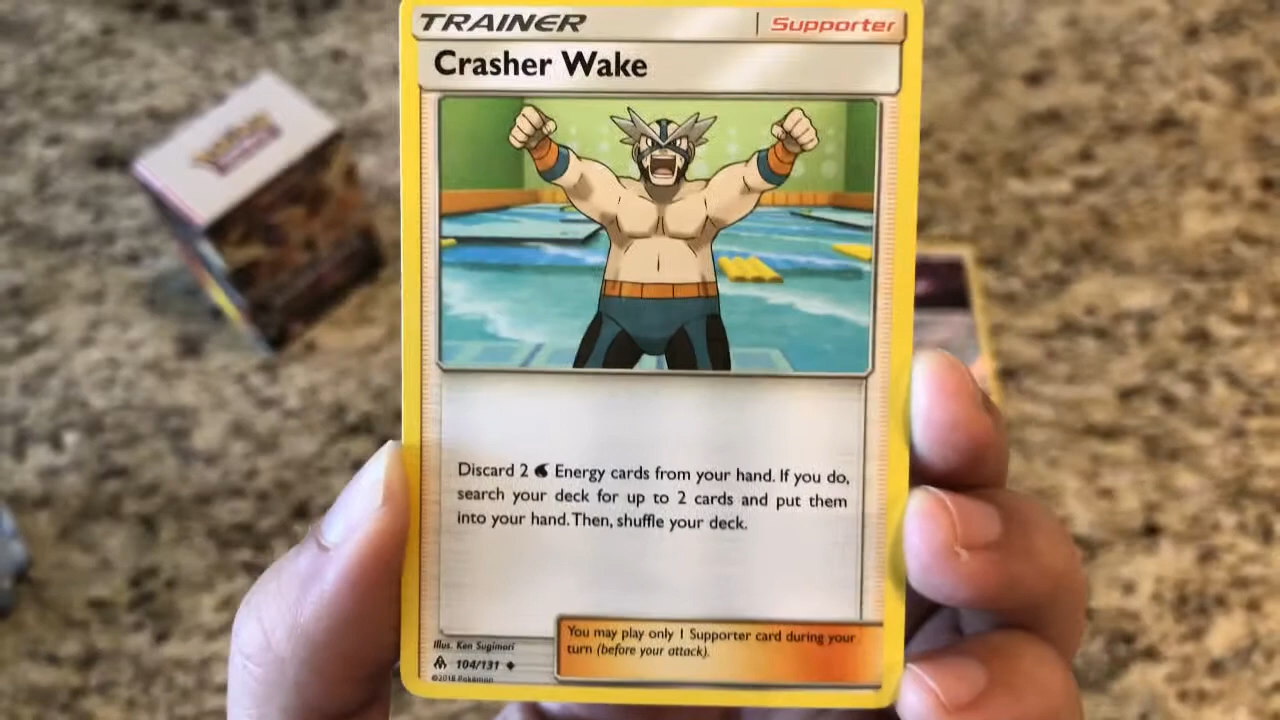 TRAINER
Supporter
Crasher Wake
Discard 2 Energy cards from your hand. If you do,
search your deck for up to 2 cards and put them
into your hand. Then, shuffle your deck.
You may play only 1 Supporter card during your
turn (before your attack).
Illus. Ken Sugimori
104/131
©2018 Pokémon
Pokémon